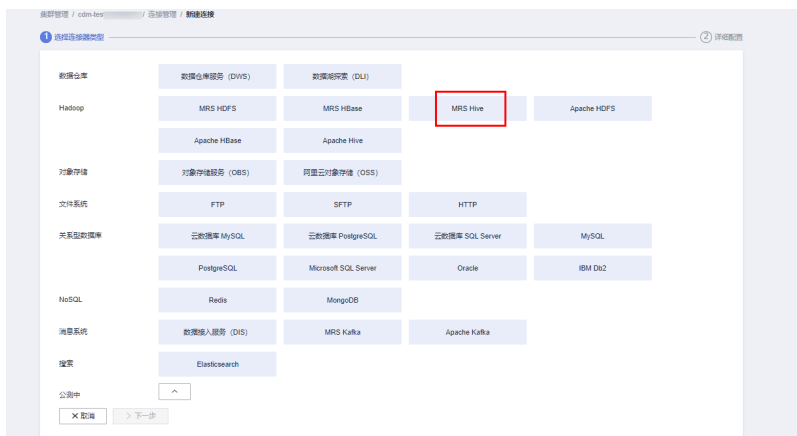 集群管理 / cdm-les / 连接管理 / 新建连接
1 选择连接器类型 2 详细配置
数据仓库 数据仓库服务（DWS） 数据湖探索（DLI）
Hadoop MRS HDFS MRS HBase MRS Hive Apache HDFS
Apache HBase Apache Hive
对象存储 对象存储服务（OBS） 阿里云对象存储（OSS）
文件系统 FTP SFTP HTTP
关系型数据库 云数据库 MySQL 云数据库 PostgreSQL 云数据库 SQL Server MySQL
PostgreSQL Microsoft SQL Server Oracle IBM Db2
NoSQL Redis MongoDB
消息系统 数据接入服务（DIS） MRS Kafka Apache Kafka
搜索 Elasticsearch
公测中
取消 下一步